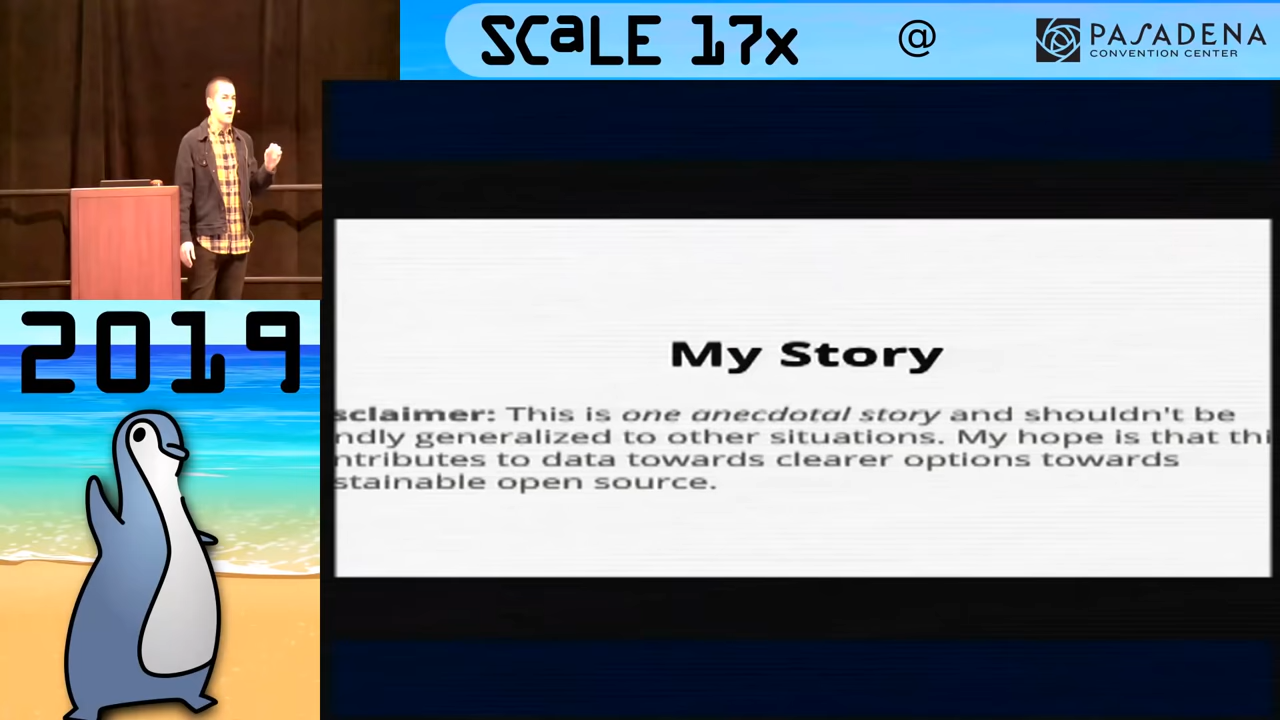 SCaLE 17x
@
PASADENA
CONVENTION CENTER
2019
My Story
sclaimer: This is one anecdotal story and shouldn't be
ndly generalized to other situations. My hope is that thi
ntributes to data towards clearer options towards
stainable open source.